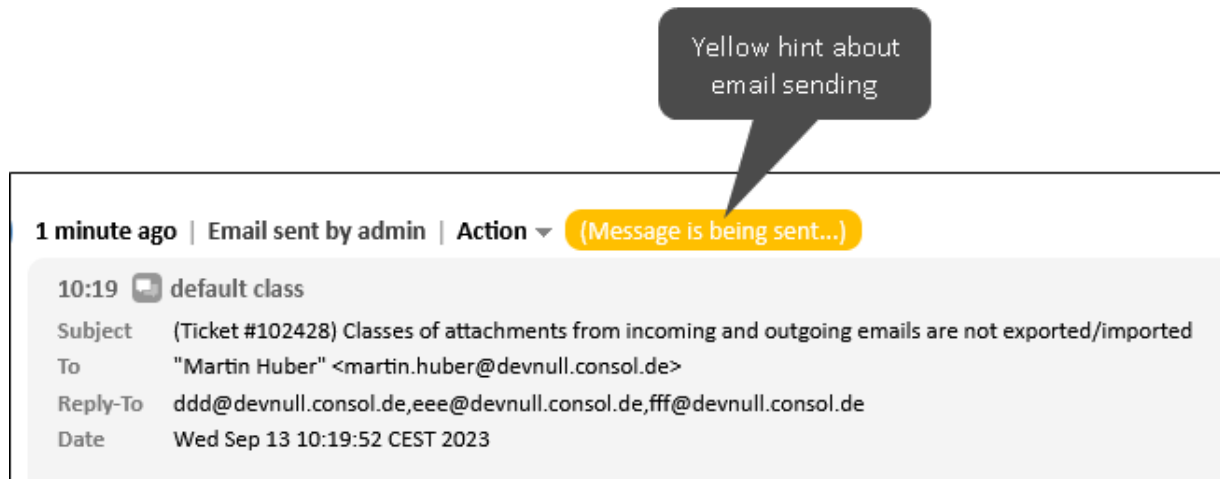 Yellow hint about
email sending
1 minute ago | Email sent by admin | Action (Message is being sent...)
10:19 default class
Subject (Ticket #102428) Classes of attachments from incoming and outgoing emails are not exported/imported
To "Martin Huber" <martin.huber@devnull.consol.de>
Reply-To ddd@devnull.consol.de,eee@devnull.consol.de,fff@devnull.consol.de
Date Wed Sep 13 10:19:52 CEST 2023